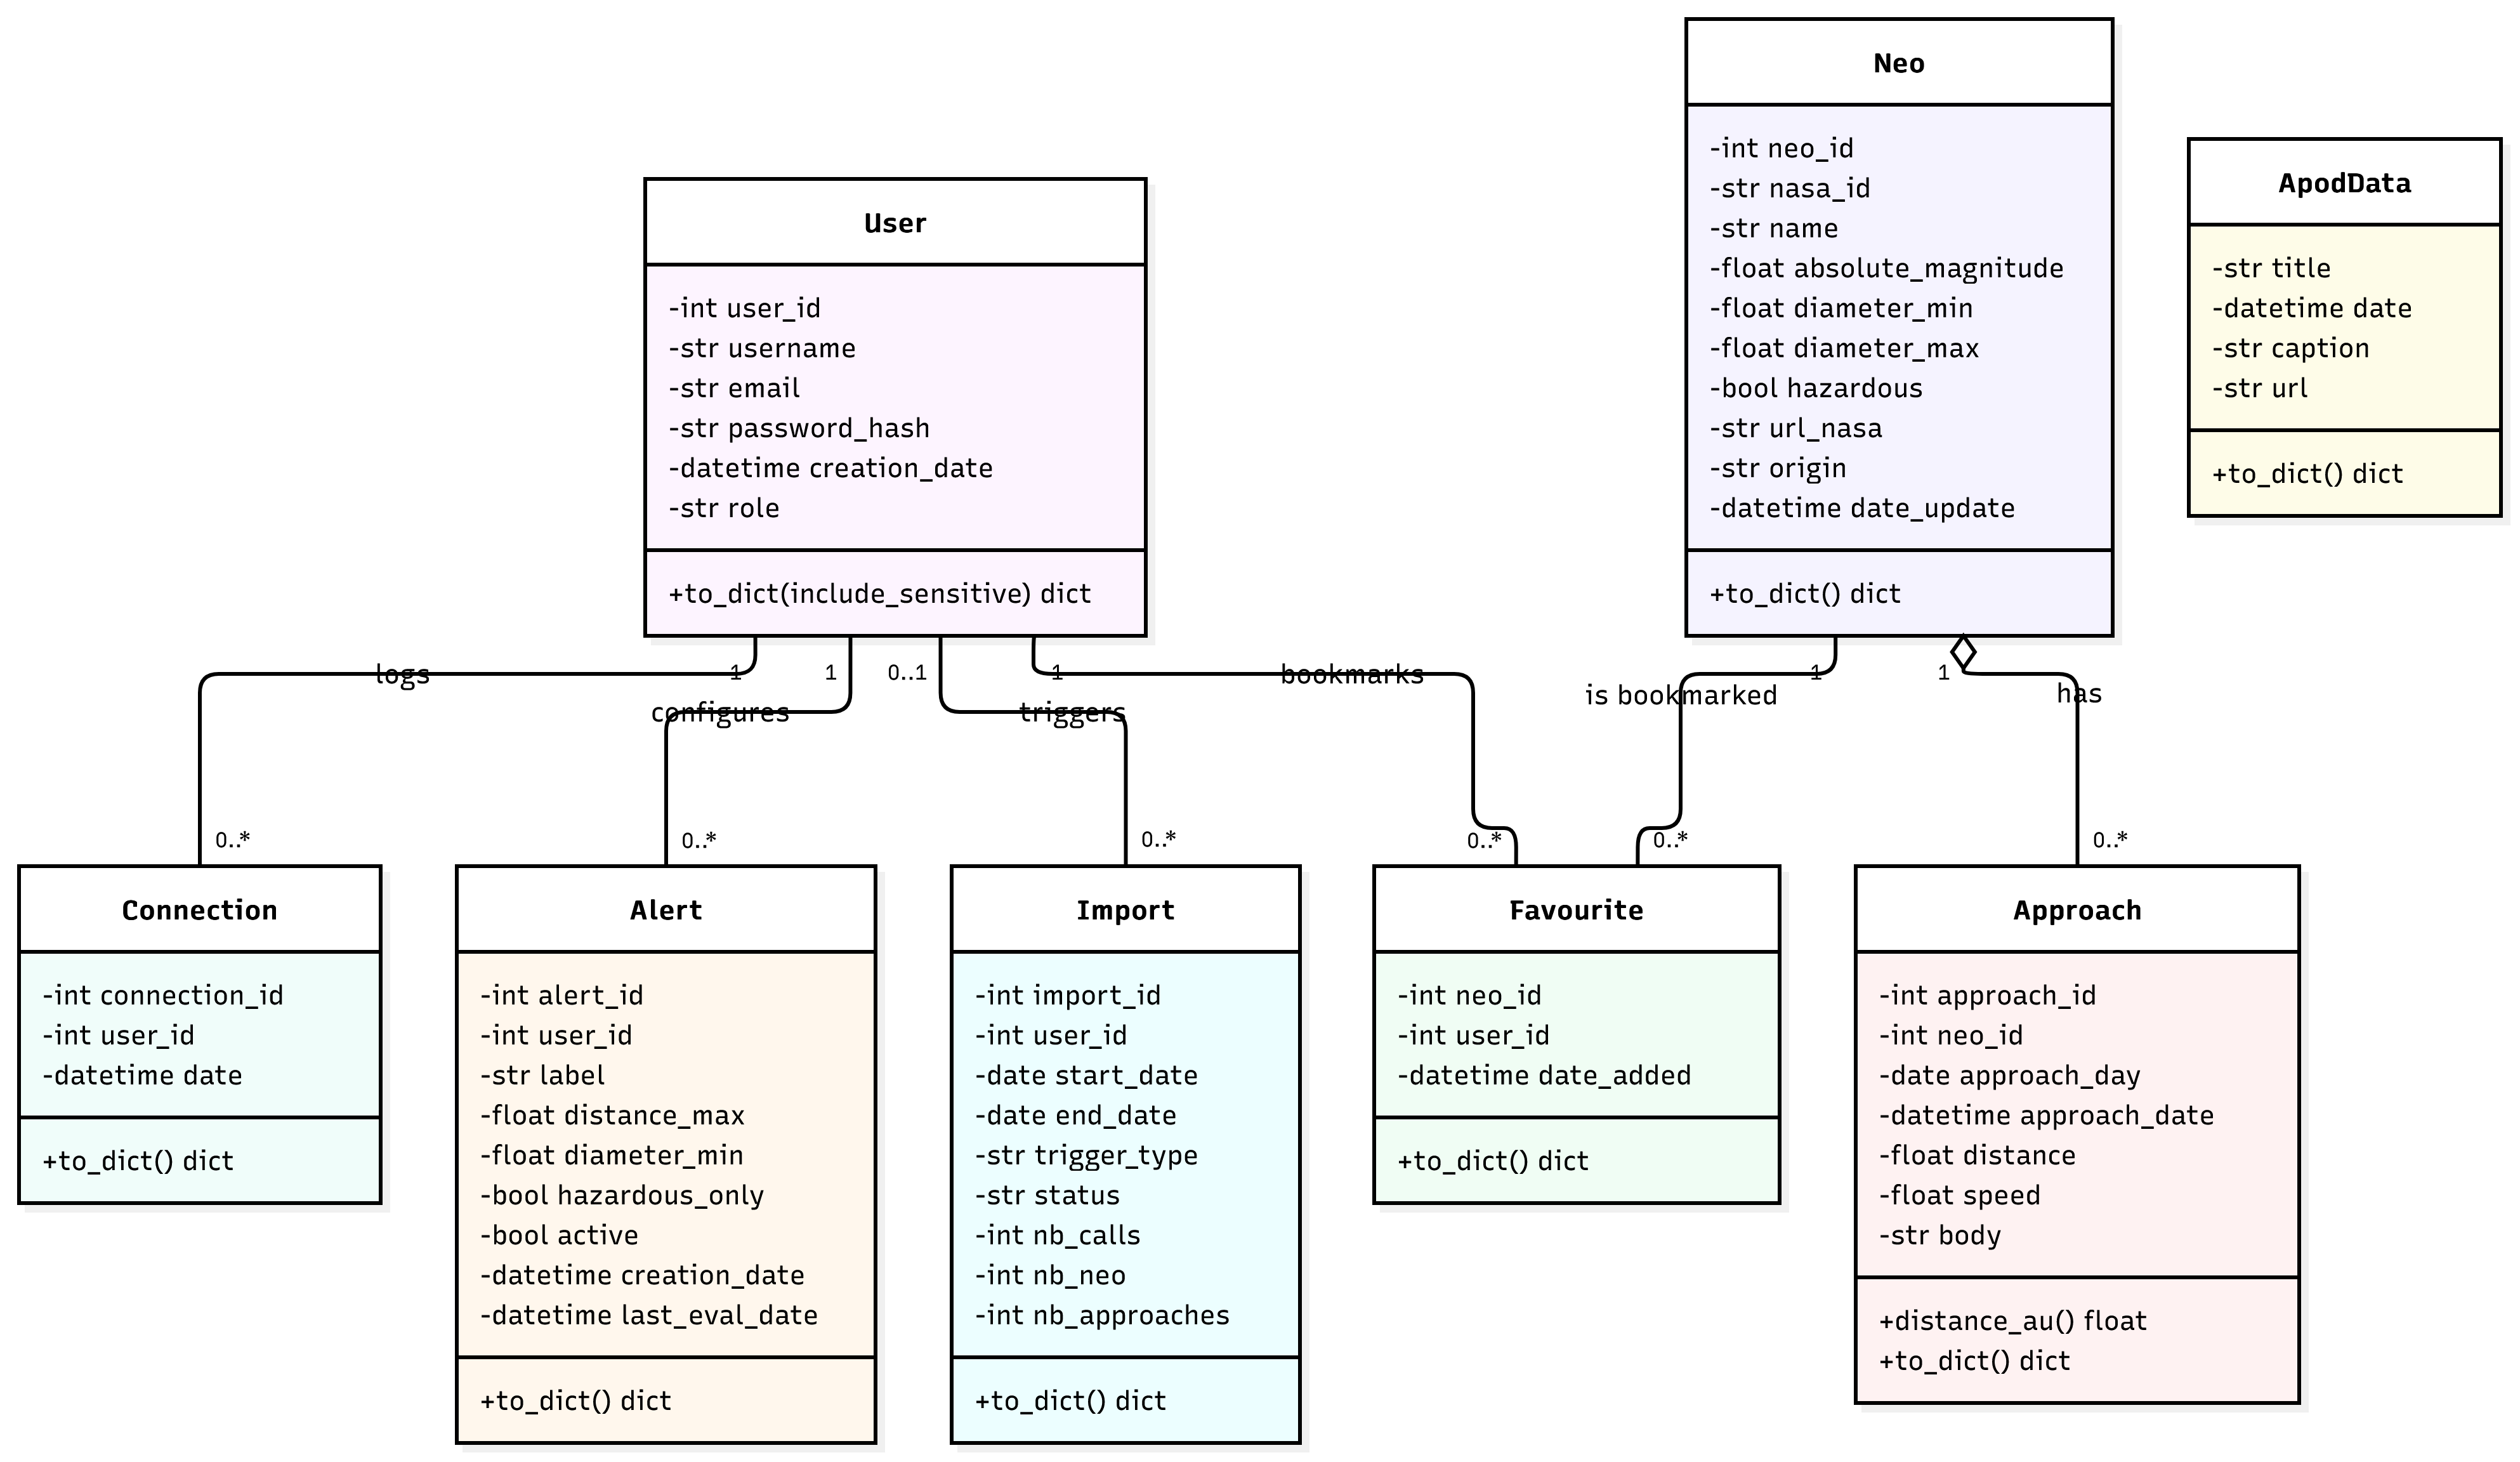 Neo
-int neo_id
-str nasa_id
-str name
-float absolute_magnitude
-float diameter_min
-float diameter_max
-bool hazardous
-str url_nasa
-str origin
-datetime date_update
+to_dict() dict
ApodData
-str title
-datetime date
-str caption
-str url
+to_dict() dict
User
-int user_id
-str username
-str email
-str password_hash
-datetime creation_date
-str role
+to_dict(include_sensitive) dict
logs
1
1
0..1
1
bookmarks
1
1
configures
triggers
is bookmarked
has
0..*
0..*
0..*
0..*
0..*
0..*
Connection
-int connection_id
-int user_id
-datetime date
+to_dict() dict
Alert
-int alert_id
-int user_id
-str label
-float distance_max
-float diameter_min
-bool hazardous_only
-bool active
-datetime creation_date
-datetime last_eval_date
+to_dict() dict
Import
-int import_id
-int user_id
-date start_date
-date end_date
-str trigger_type
-str status
-int nb_calls
-int nb_neo
-int nb_approaches
+to_dict() dict
Favourite
-int neo_id
-int user_id
-datetime date_added
+to_dict() dict
Approach
-int approach_id
-int neo_id
-date approach_day
-datetime approach_date
-float distance
-float speed
-str body
+distance_au() float
+to_dict() dict